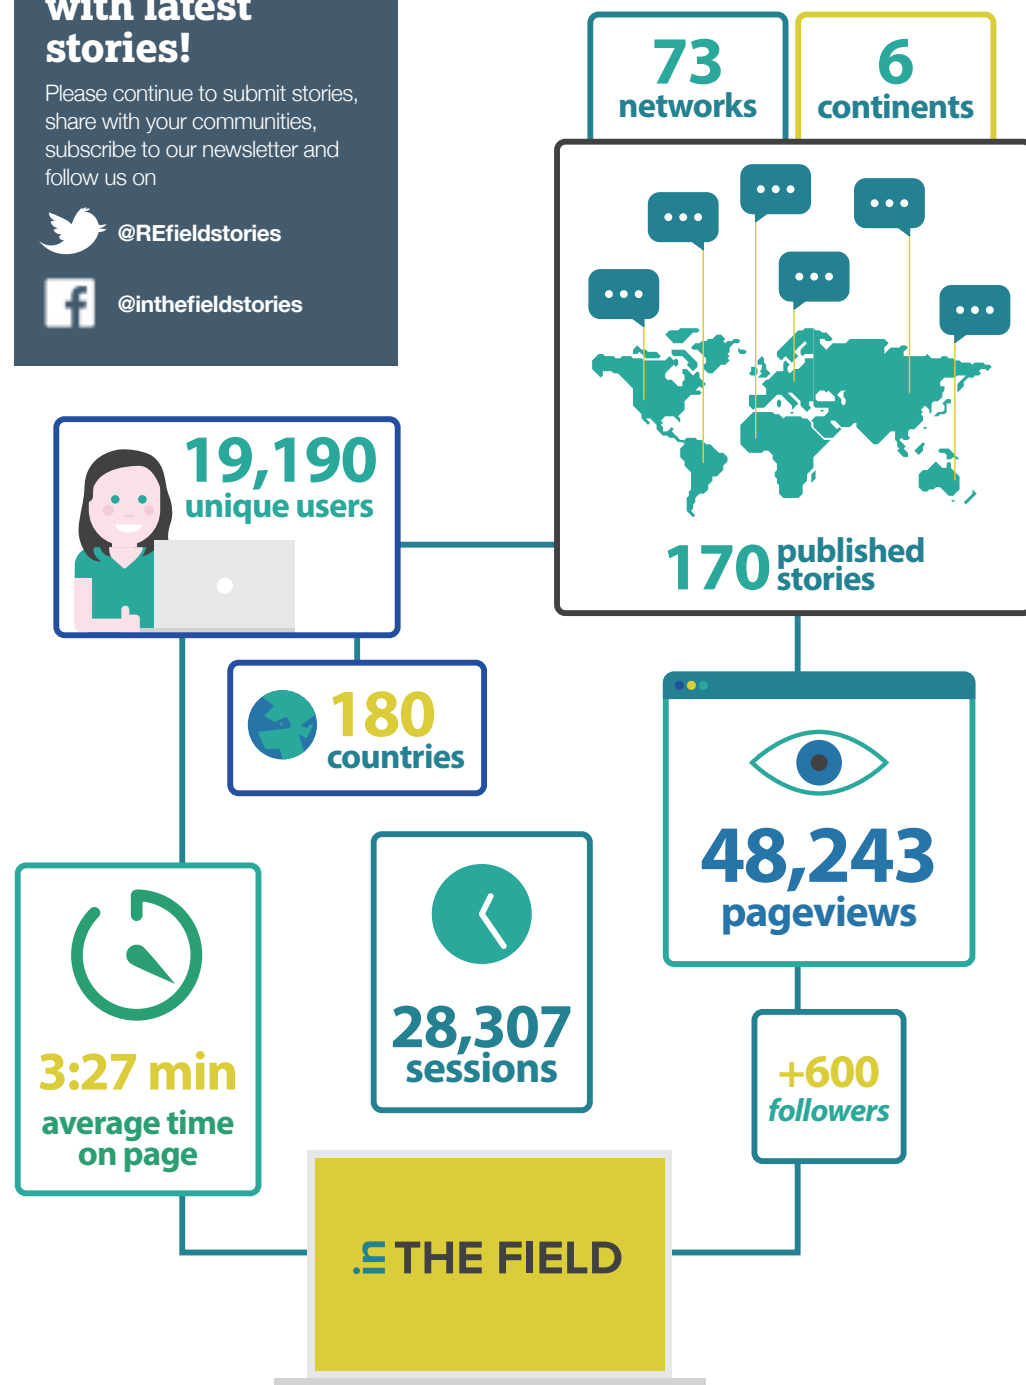 with latest
stories!
Please continue to submit stories,
share with your communities,
subscribe to our newsletter and
follow us on
@REfieldstories
@inthefieldstories
73
networks
6
continents
170 published
stories
19,190
unique users
180
countries
48,243
pageviews
3:27 min
average time
on page
28,307
sessions
+600
followers
in THE FIELD